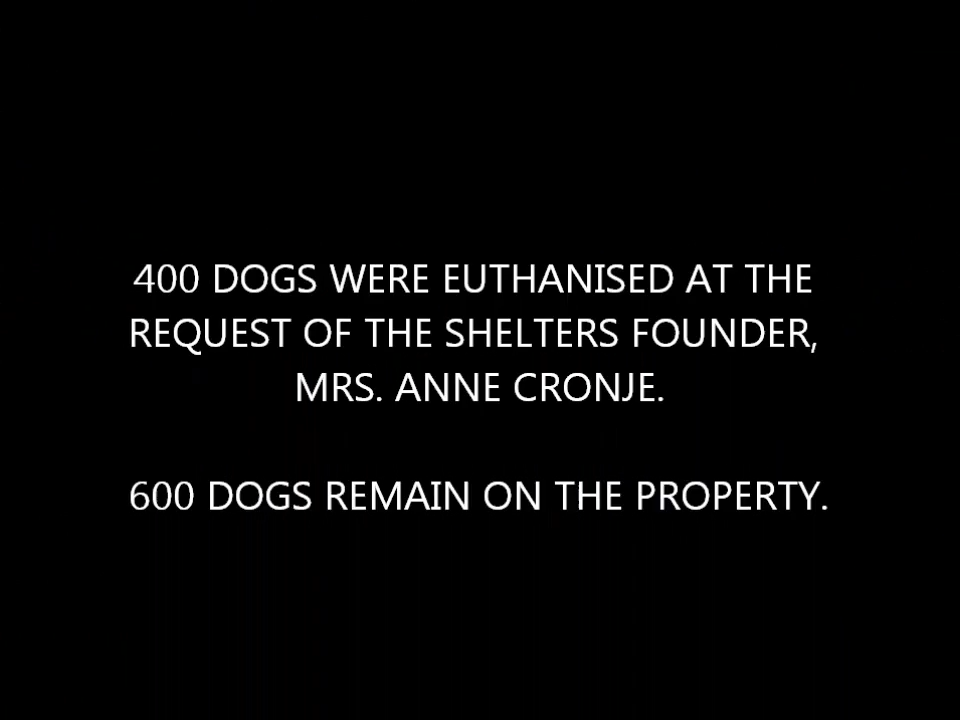 400 DOGS WERE EUTHANISED AT THE
REQUEST OF THE SHELTERS FOUNDER,
MRS. ANNE CRONJE.
600 DOGS REMAIN ON THE PROPERTY.